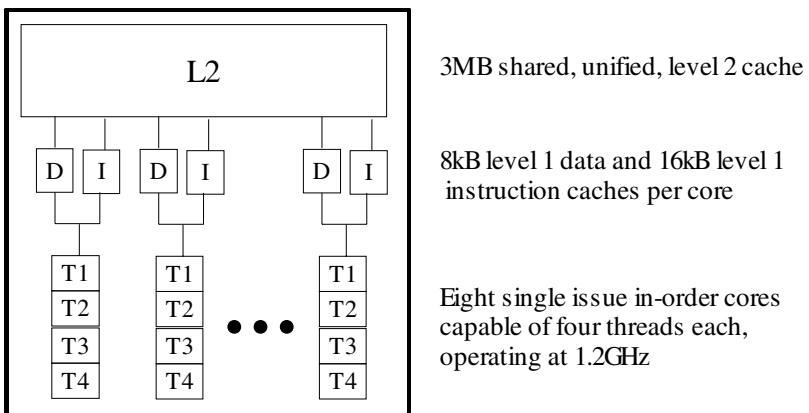 L2
3MB shared, unified, level 2 cache
D I D I D I
8kB level 1 data and 16kB level 1
instruction caches per core
T1 T1 T1
T2 T2 T2
T3 T3 T3
T4 T4 T4
Eight single issue in-order cores
capable of four threads each,
operating at 1.2GHz